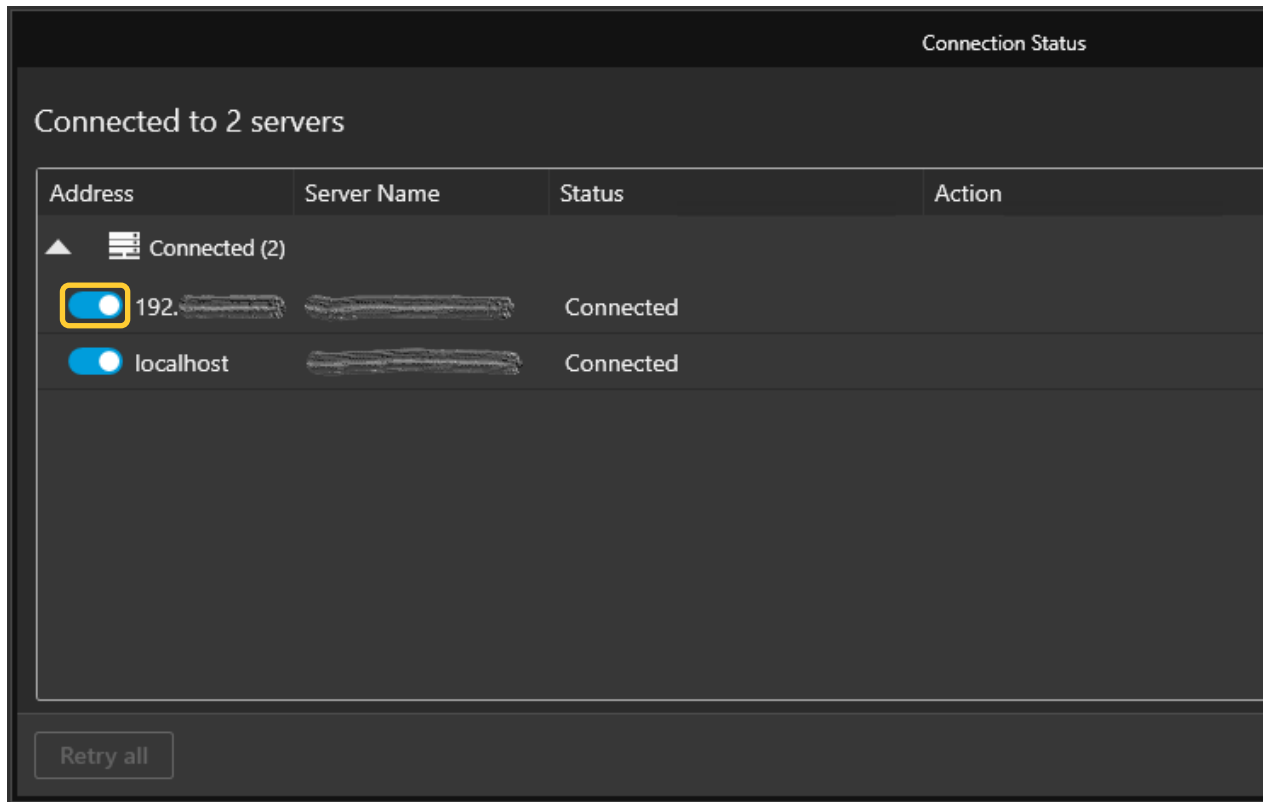 Connection Status
Connected to 2 servers
Address Server Name Status Action
Connected (2)
192. Connected
localhost Connected
Retry all